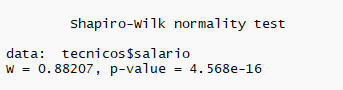 Shapiro-Wilk normality test
data:  tecnicos$salario
W = 0.88207, p-value = 4.568e-16